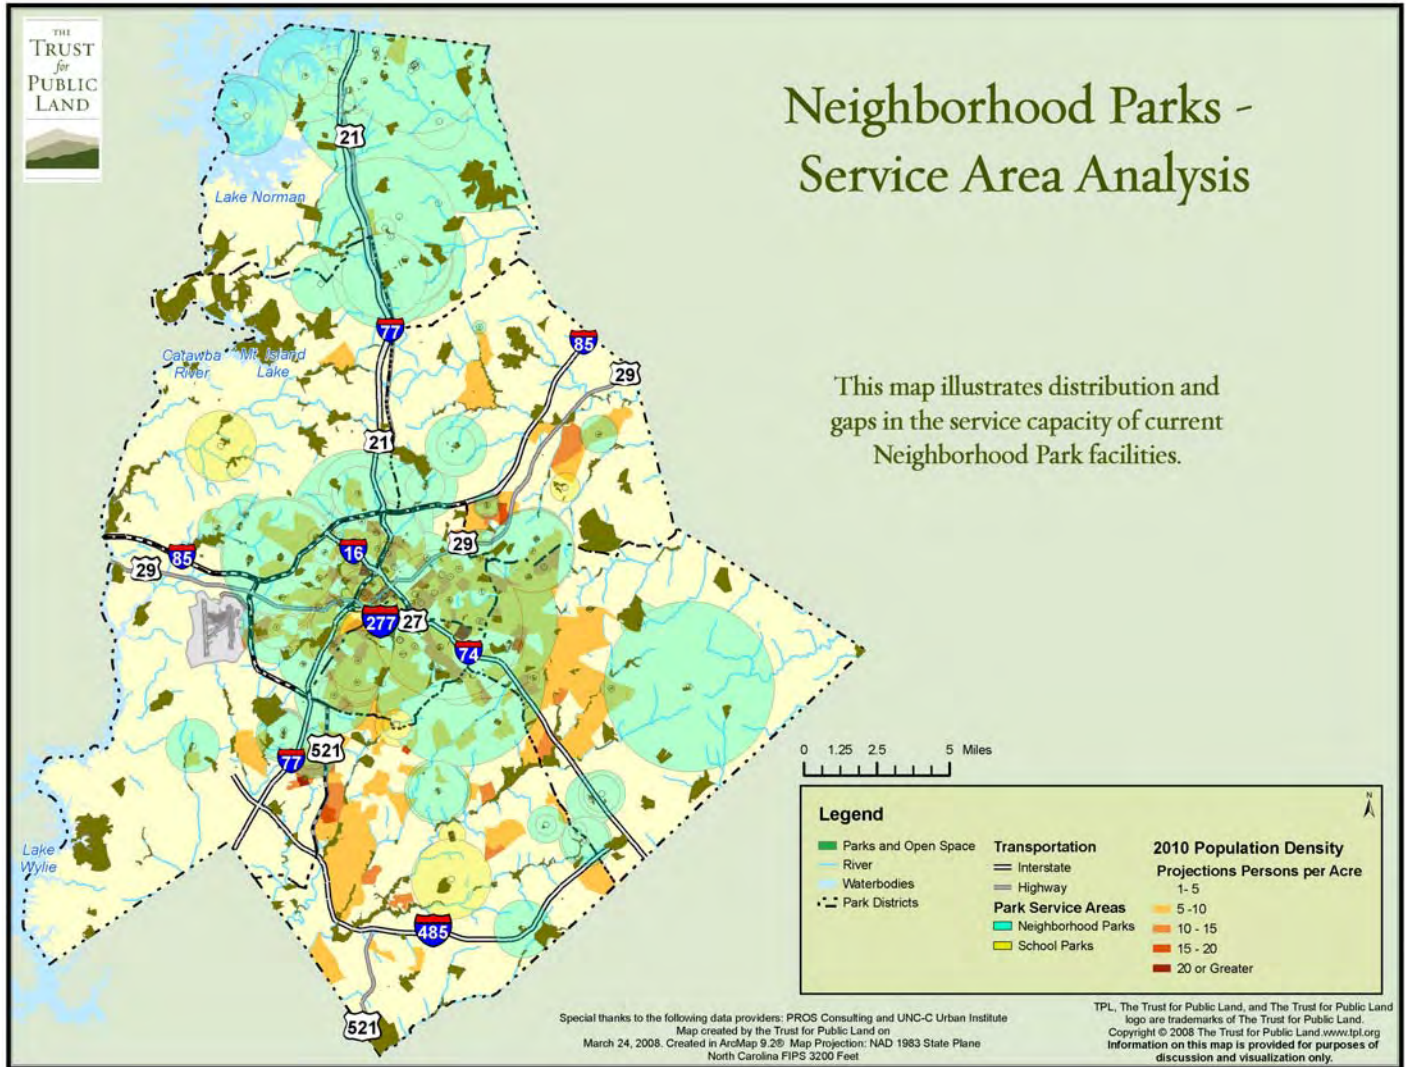 THE
TRUST
for
PUBLIC
LAND
Neighborhood Parks -
Service Area Analysis
This map illustrates distribution and
gaps in the service capacity of current
Neighborhood Park facilities.
21
Lake Norman
77
85
29
Catawba
River
Mt Island
Lake
21
16
29
85
29
277
27
74
77
521
Lake
Wylie
485
521
0 1.25 2.5 5 Miles
Legend
N
Parks and Open Space
River
Waterbodies
Park Districts
Transportation
Interstate
Highway
Park Service Areas
Neighborhood Parks
School Parks
2010 Population Density
Projections Persons per Acre
1- 5
5 -10
10 - 15
15 - 20
20 or Greater
Special thanks to the following data providers: PROS Consulting and UNC-C Urban Institute
Map created by the Trust for Public Land on
March 24, 2008. Created in ArcMap 9.2® Map Projection: NAD 1983 State Plane
North Carolina FIPS 3200 Feet
TPL, The Trust for Public Land, and The Trust for Public Land
logo are trademarks of The Trust for Public Land.
Copyright © 2008 The Trust for Public Land.www.tpl.org
Information on this map is provided for purposes of
discussion and visualization only.